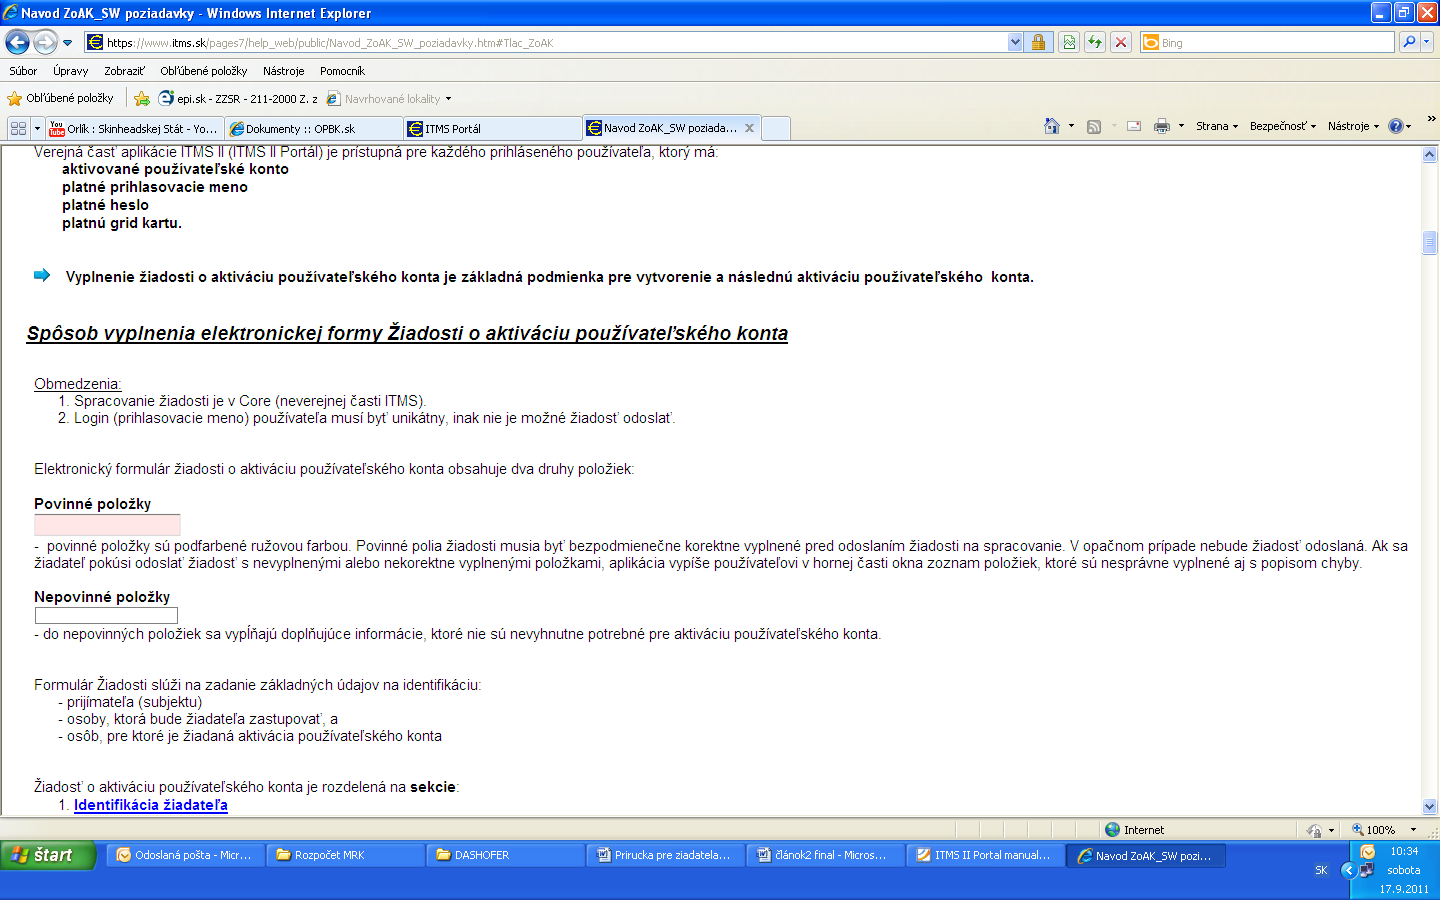 Navod ZoAK_SW poziadavky - Windows Internet Explorer
https://www.itms.sk/pages7/help_web/public/Navod_ZoAK_SW_poziadavky.htm#Tlac_ZoAK
Bing
Súbor Úpravy Zobraziť Obľúbené položky Nástroje Pomocník
Obľúbené položky epi.sk - ZZSR - 211-2000 Z. z Navrhované lokality
You Tube Orlík : Skinheadskej Stát - Yo... Dokumenty :: OPBK.sk ITMS Portál Navod ZoAK_SW poziada... Strana Bezpečnosť Nástroje
Verejná časť aplikácie ITMS II (ITMS II Portál) je prístupná pre každého prihláseného používateľa, ktorý má:
aktivované používateľské konto
platné prihlasovacie meno
platné heslo
platnú grid kartu.
Vyplnenie žiadosti o aktiváciu používateľského konta je základná podmienka pre vytvorenie a následnú aktiváciu používateľského konta.
Spôsob vyplnenia elektronickej formy Žiadosti o aktiváciu používateľského konta
Obmedzenia:
1. Spracovanie žiadosti je v Core (neverejnej časti ITMS).
2. Login (prihlasovacie meno) používateľa musí byť unikátny, inak nie je možné žiadosť odoslať.
Elektronický formulár žiadosti o aktiváciu používateľského konta obsahuje dva druhy položiek:
Povinné položky
- povinné položky sú podfarbené ružovou farbou. Povinné polia žiadosti musia byť bezpodmienečne korektne vyplnené pred odoslaním žiadosti na spracovanie. V opačnom prípade nebude žiadosť odoslaná. Ak sa
žiadateľ pokúsi odoslať žiadosť s nevyplnenými alebo nekorektne vyplnenými položkami, aplikácia vypíše používateľovi v hornej časti okna zoznam položiek, ktoré sú nesprávne vyplnené aj s popisom chyby.
Nepovinné položky
- do nepovinných položiek sa vypĺňajú doplňujúce informácie, ktoré nie sú nevyhnutne potrebné pre aktiváciu používateľského konta.
Formulár Žiadosti slúži na zadanie základných údajov na identifikáciu:
- prijímateľa (subjektu)
- osoby, ktorá bude žiadateľa zastupovať, a
- osôb, pre ktoré je žiadaná aktivácia používateľského konta
Žiadosť o aktiváciu používateľského konta je rozdelená na sekcie:
1. Identifikácia žiadateľa
Internet 100%
štart Odoslaná pošta - Micr... Rozpočet MRK DASHOFER Prirucka pre ziadatela... článok2 final - Micros... ITMS II Portal manual... Navod ZoAK_SW pozi... 10:34
SK sobota
17.9.2011